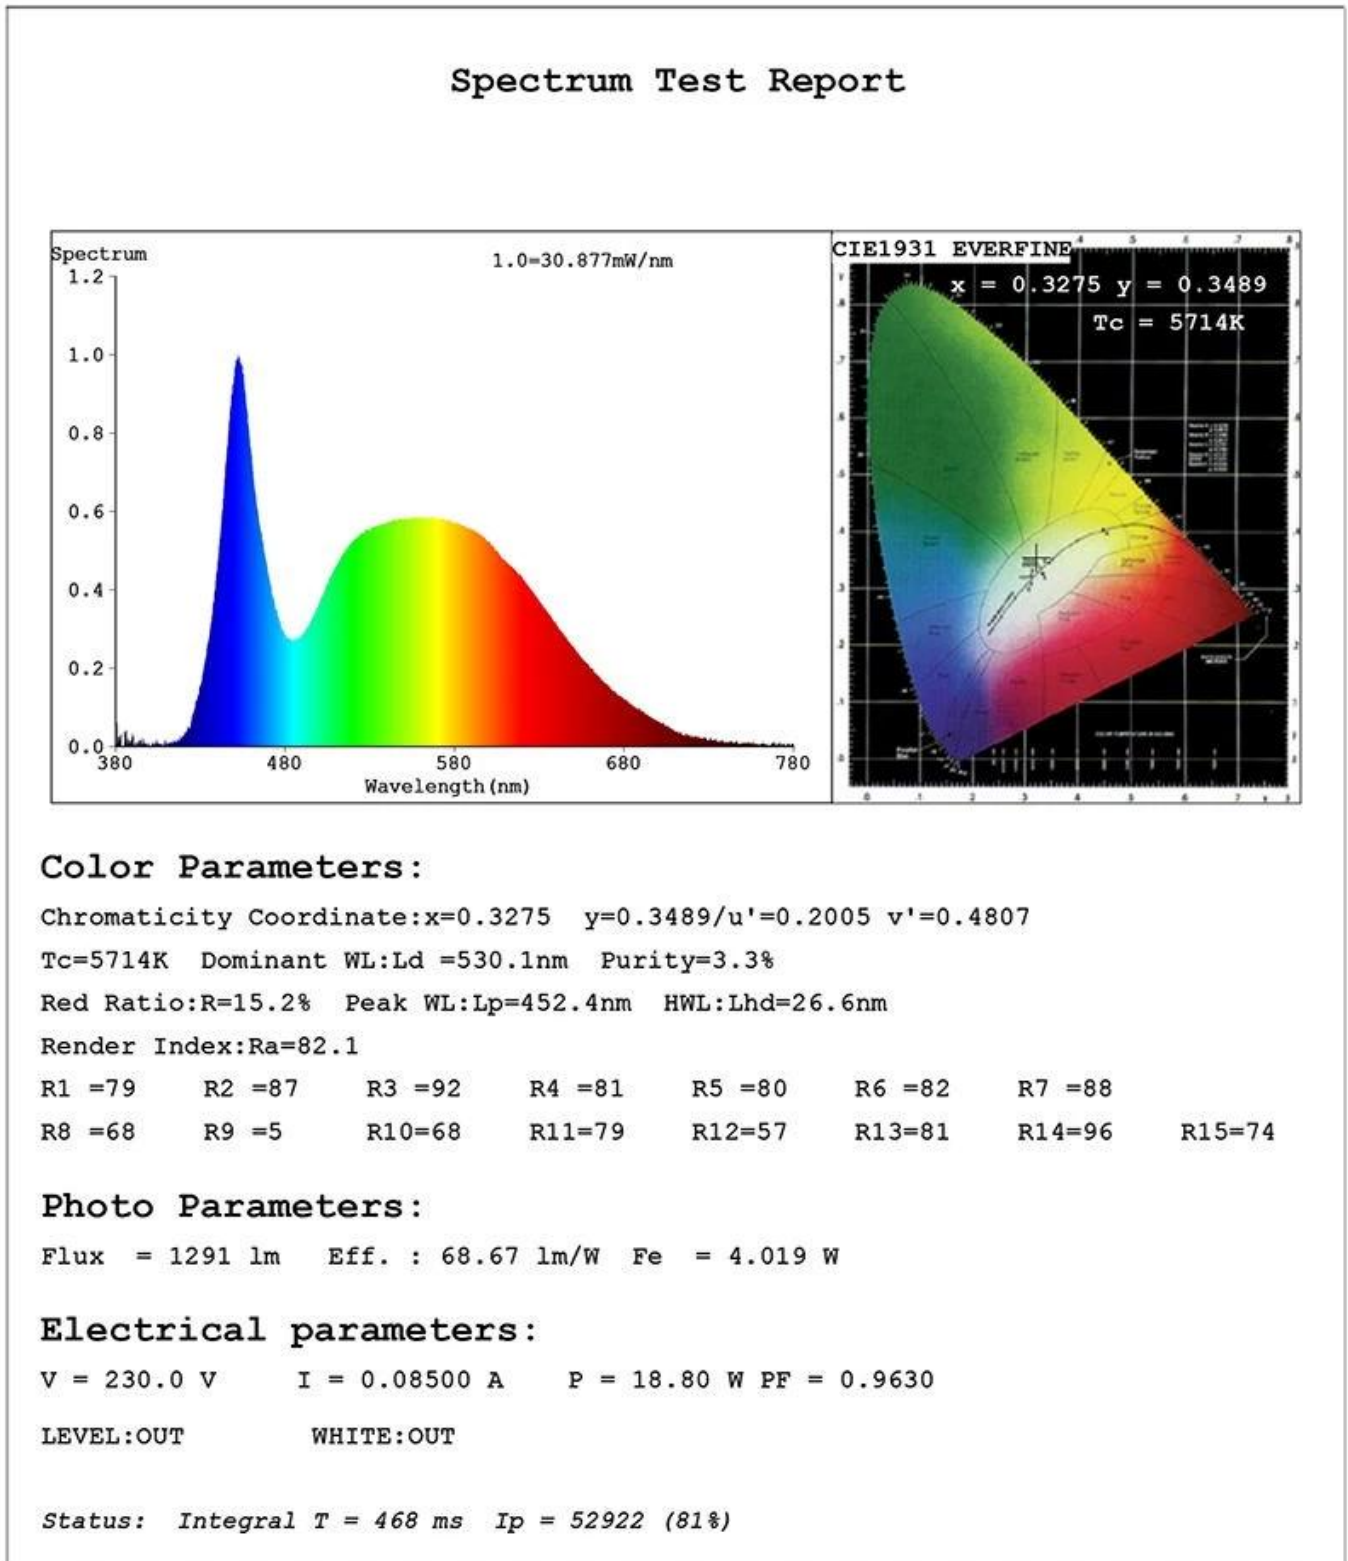 Spectrum Test Report
Spectrum
1.0=30.877mW/nm
1.2
1.0
0.8
0.6
0.4
0.2
0.0
380 480 580 680 780
Wavelength(nm)
CIE1931 EVERFINE
x = 0.3275 y = 0.3489
Tc = 5714K
Color Parameters:
Chromaticity Coordinate:x=0.3275 y=0.3489/u'=0.2005 v'=0.4807
Tc=5714K Dominant WL:Ld =530.1nm Purity=3.3%
Red Ratio:R=15.2% Peak WL:Lp=452.4nm HWL:Lhd=26.6nm
Render Index:Ra=82.1
R1 =79 R2 =87 R3 =92 R4 =81 R5 =80 R6 =82 R7 =88
R8 =68 R9 =5 R10=68 R11=79 R12=57 R13=81 R14=96 R15=74
Photo Parameters:
Flux = 1291 lm Eff. : 68.67 lm/W Fe = 4.019 W
Electrical parameters:
V = 230.0 V I = 0.08500 A P = 18.80 W PF = 0.9630
LEVEL:OUT WHITE:OUT
Status: Integral T = 468 ms Ip = 52922 (81%)